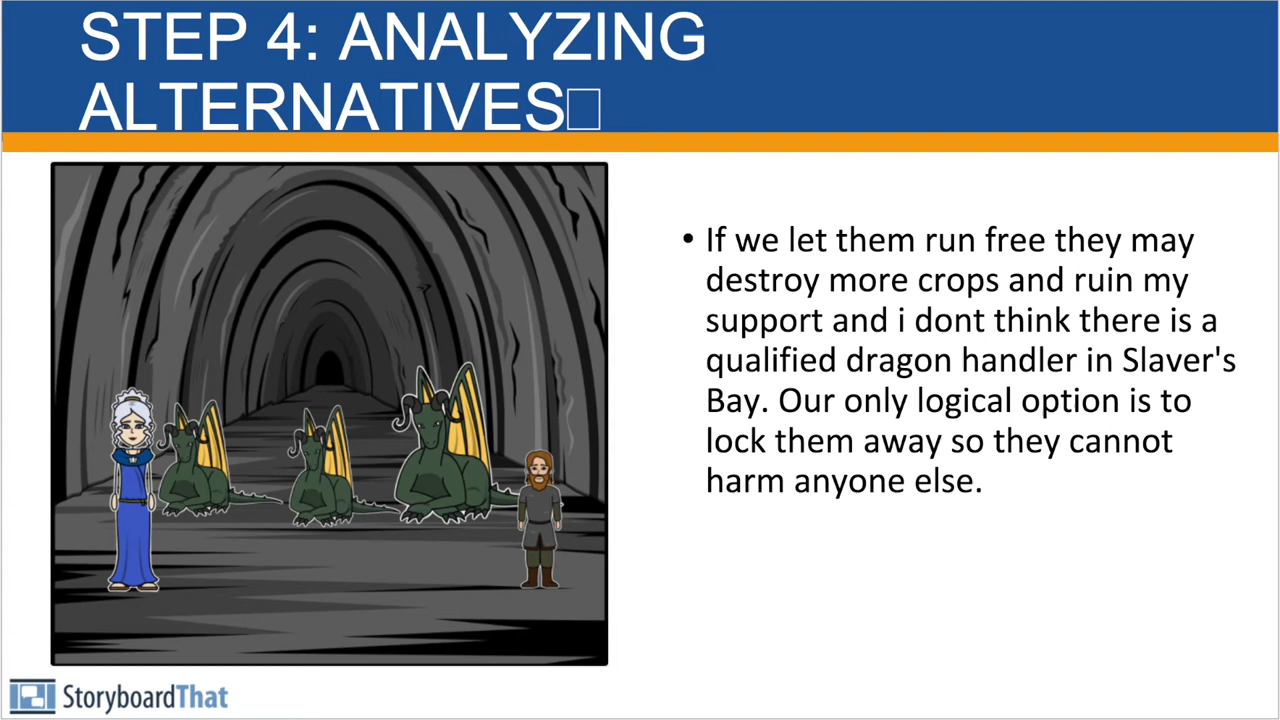 STEP 4: ANALYZING
ALTERNATIVES
• If we let them run free they may
destroy more crops and ruin my
support and i dont think there is a
qualified dragon handler in Slaver's
Bay. Our only logical option is to
lock them away so they cannot
harm anyone else.
StoryboardThat